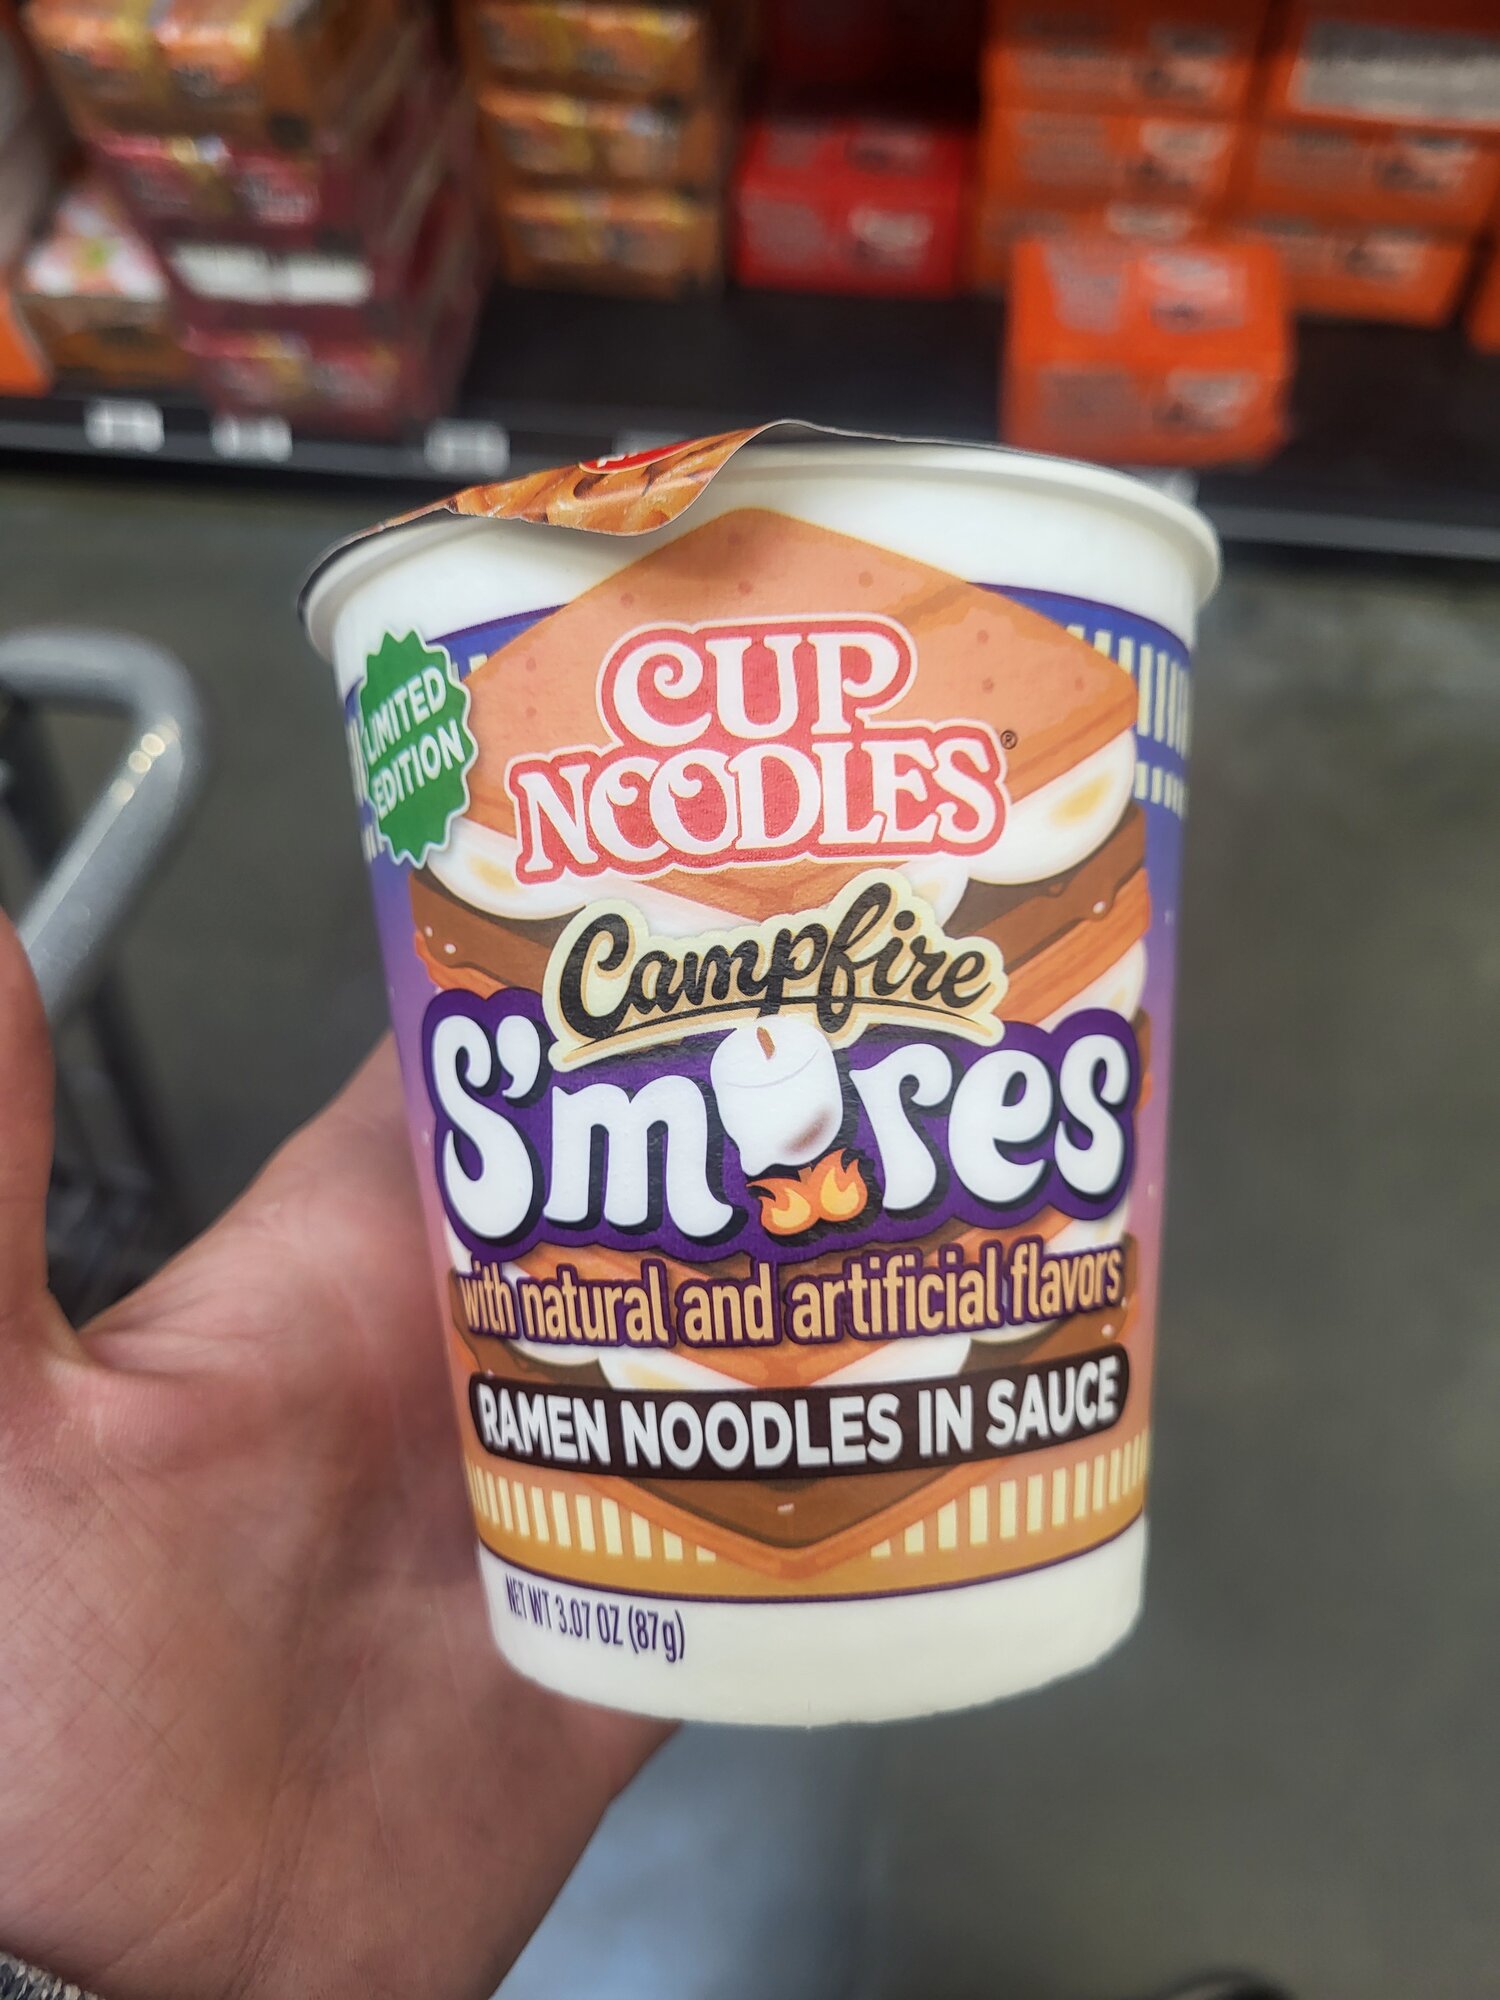 LIMITED
EDITION
CUP
NOODLES®
Campfire
S'mores
with natural and artificial flavors
RAMEN NOODLES IN SAUCE
NET WT 3.07 OZ (87g)